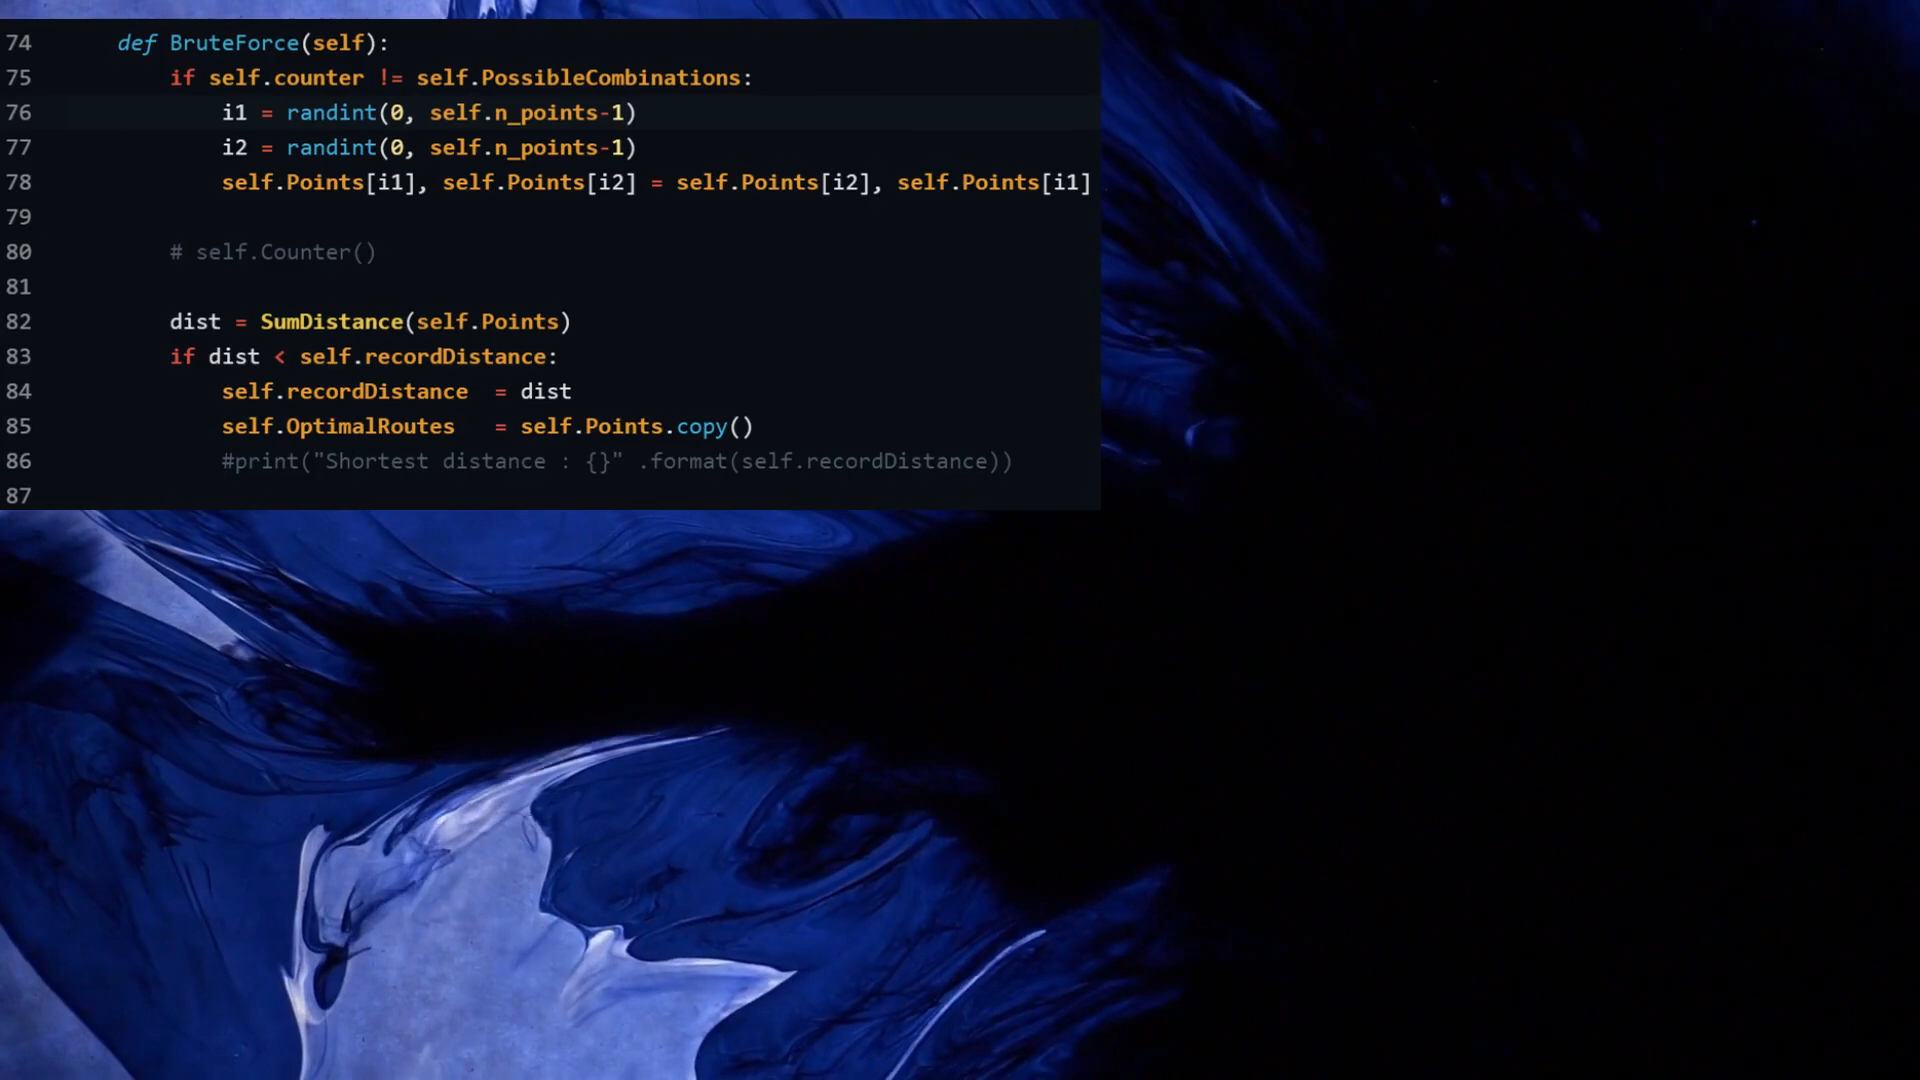 74 def BruteForce(self):
75 if self.counter != self.PossibleCombinations:
76 i1 = randint(0, self.n_points-1)
77 i2 = randint(0, self.n_points-1)
78 self.Points[i1], self.Points[i2] = self.Points[i2], self.Points[i1]
79
80 # self.Counter()
81
82 dist = SumDistance(self.Points)
83 if dist < self.recordDistance:
84 self.recordDistance  = dist
85 self.OptimalRoutes   = self.Points.copy()
86 #print("Shortest distance : {}" .format(self.recordDistance))
87